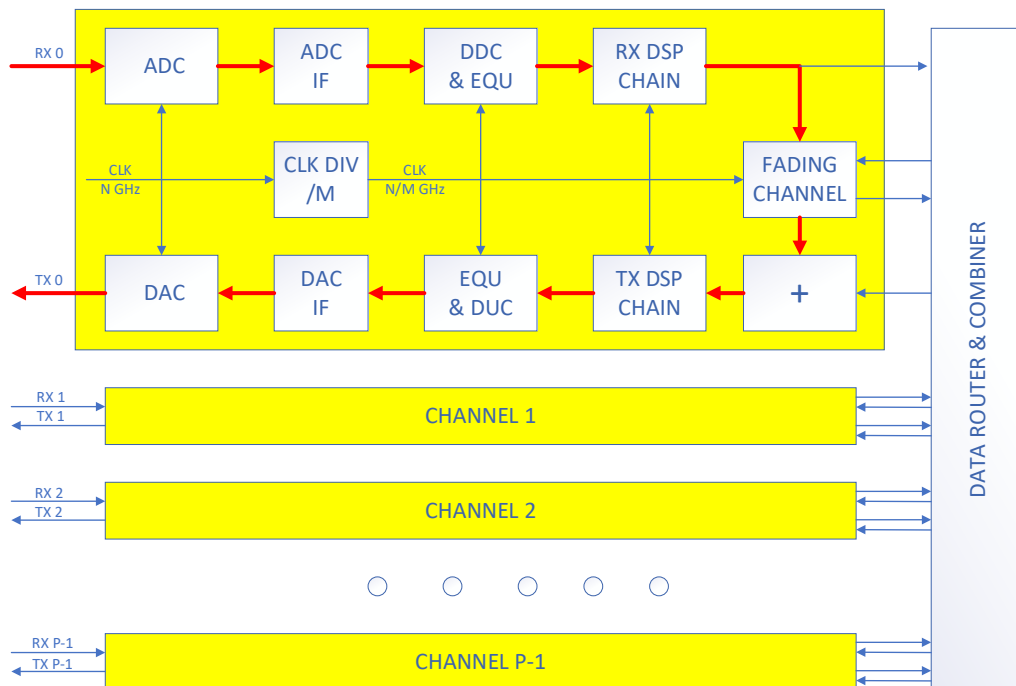 RX 0
ADC
ADC
IF
DDC
& EQU
RX DSP
CHAIN
CLK
N GHz
CLK DIV
/M
CLK
N/M GHz
FADING
CHANNEL
TX 0
DAC
DAC
IF
EQU
& DUC
TX DSP
CHAIN
+
RX 1
TX 1
CHANNEL 1
RX 2
TX 2
CHANNEL 2
RX P-1
TX P-1
CHANNEL P-1
DATA ROUTER & COMBINER